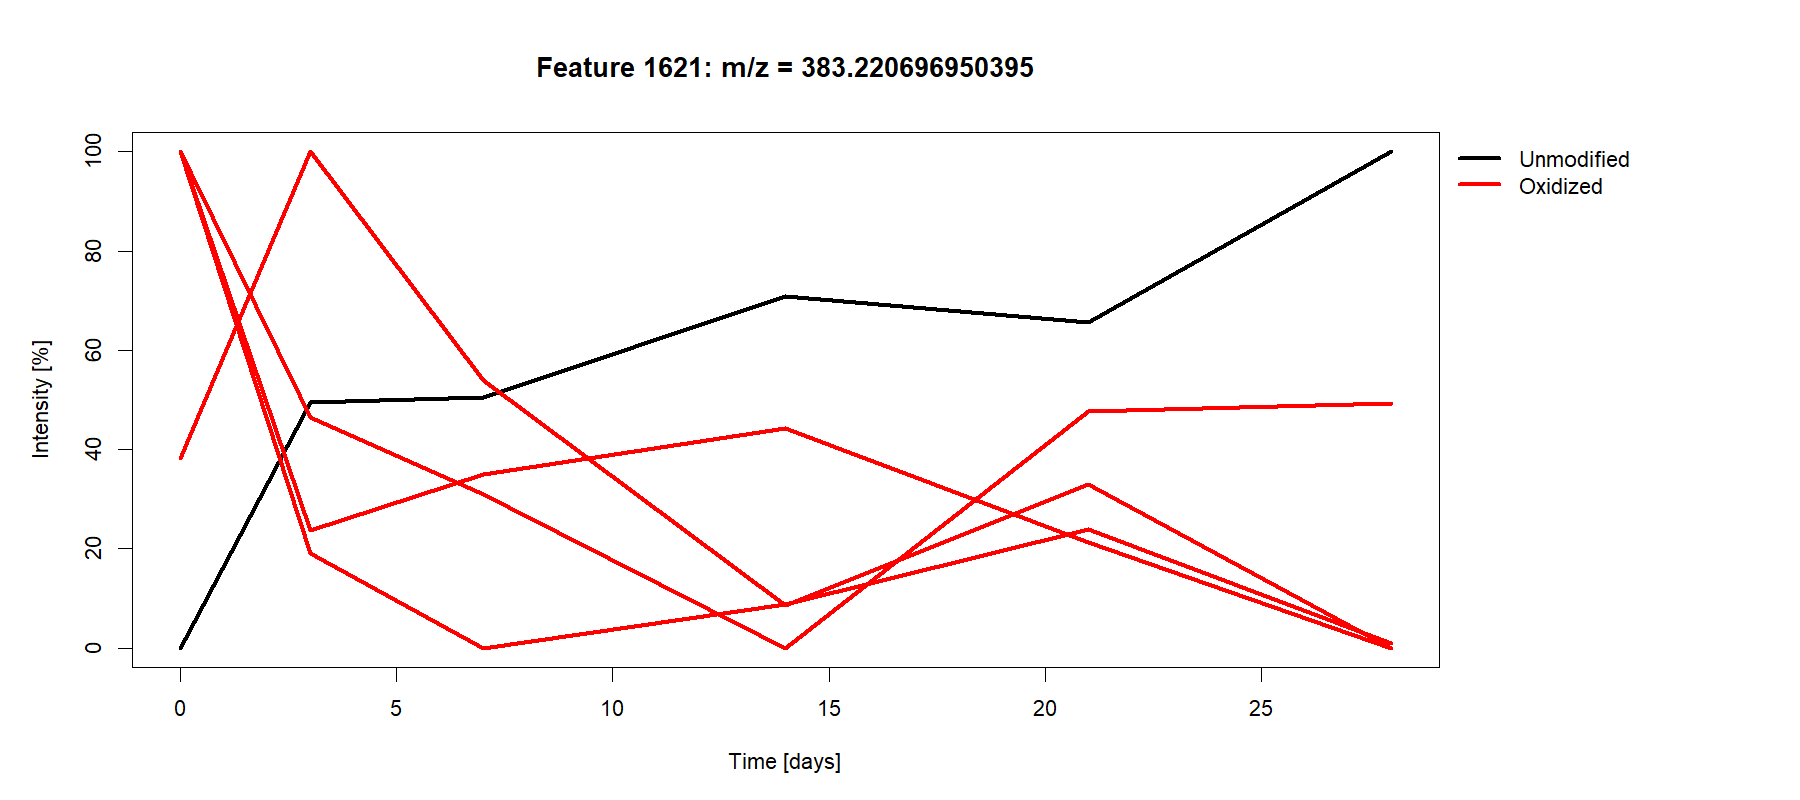 Feature 1621: m/z = 383.220696950395
Unmodified
Oxidized
100
80
60
40
20
0
Intensity [%]
0 5 10 15 20 25
Time [days]